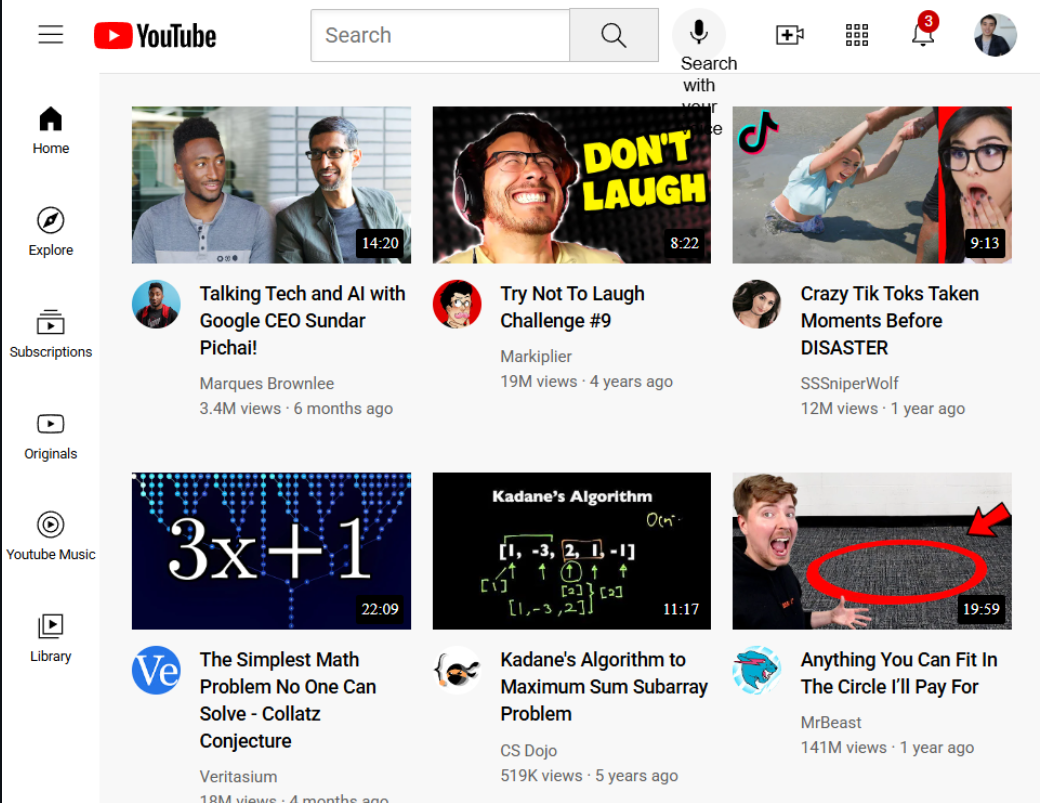 YouTube
Search
3
Search
with
your
Home
Explore
Subscriptions
Originals
Youtube Music
Library
14:20
DON'T
LAUGH
8:22
9:13
Talking Tech and AI with
Google CEO Sundar
Pichai!
Marques Brownlee
3.4M views · 6 months ago
Try Not To Laugh
Challenge #9
Markiplier
19M views · 4 years ago
Crazy Tik Toks Taken
Moments Before
DISASTER
SSSniperWolf
12M views · 1 year ago
3x+1
22:09
Kadane's Algorithm
[1, -3, 2, 1, -1]
[1]
[2]
[2]
[1,-3,2]
11:17
19:59
Ve
The Simplest Math
Problem No One Can
Solve - Collatz
Conjecture
Veritasium
18M views · 4 months ago
Kadane's Algorithm to
Maximum Sum Subarray
Problem
CS Dojo
519K views · 5 years ago
Anything You Can Fit In
The Circle I’ll Pay For
MrBeast
141M views · 1 year ago